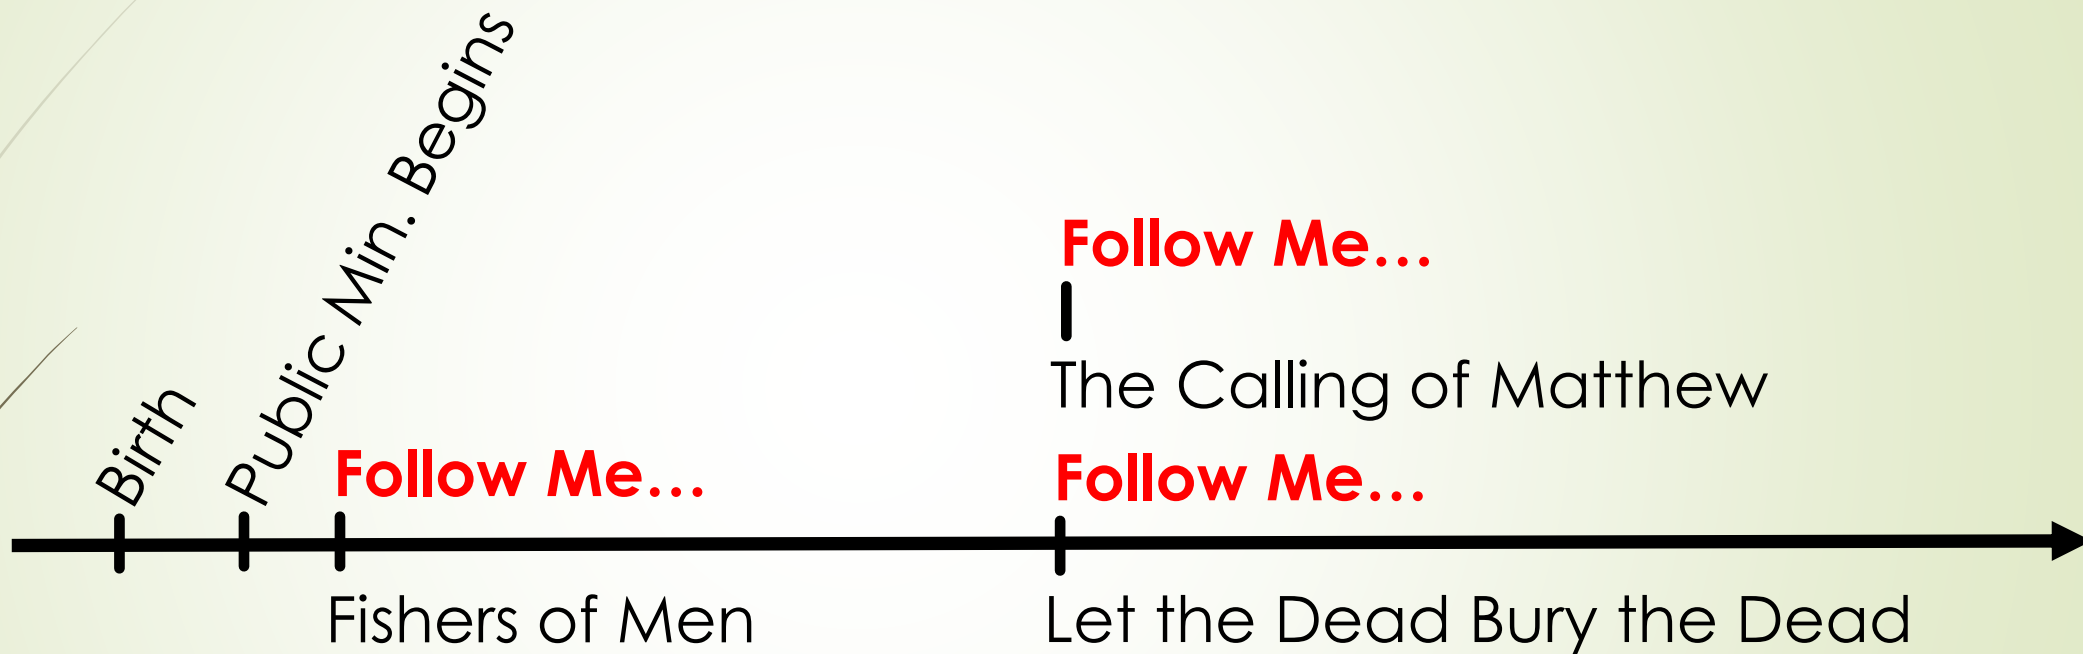 Birth
Public Min. Begins
Follow Me...
Fishers of Men
Follow Me...
The Calling of Matthew
Follow Me...
Let the Dead Bury the Dead